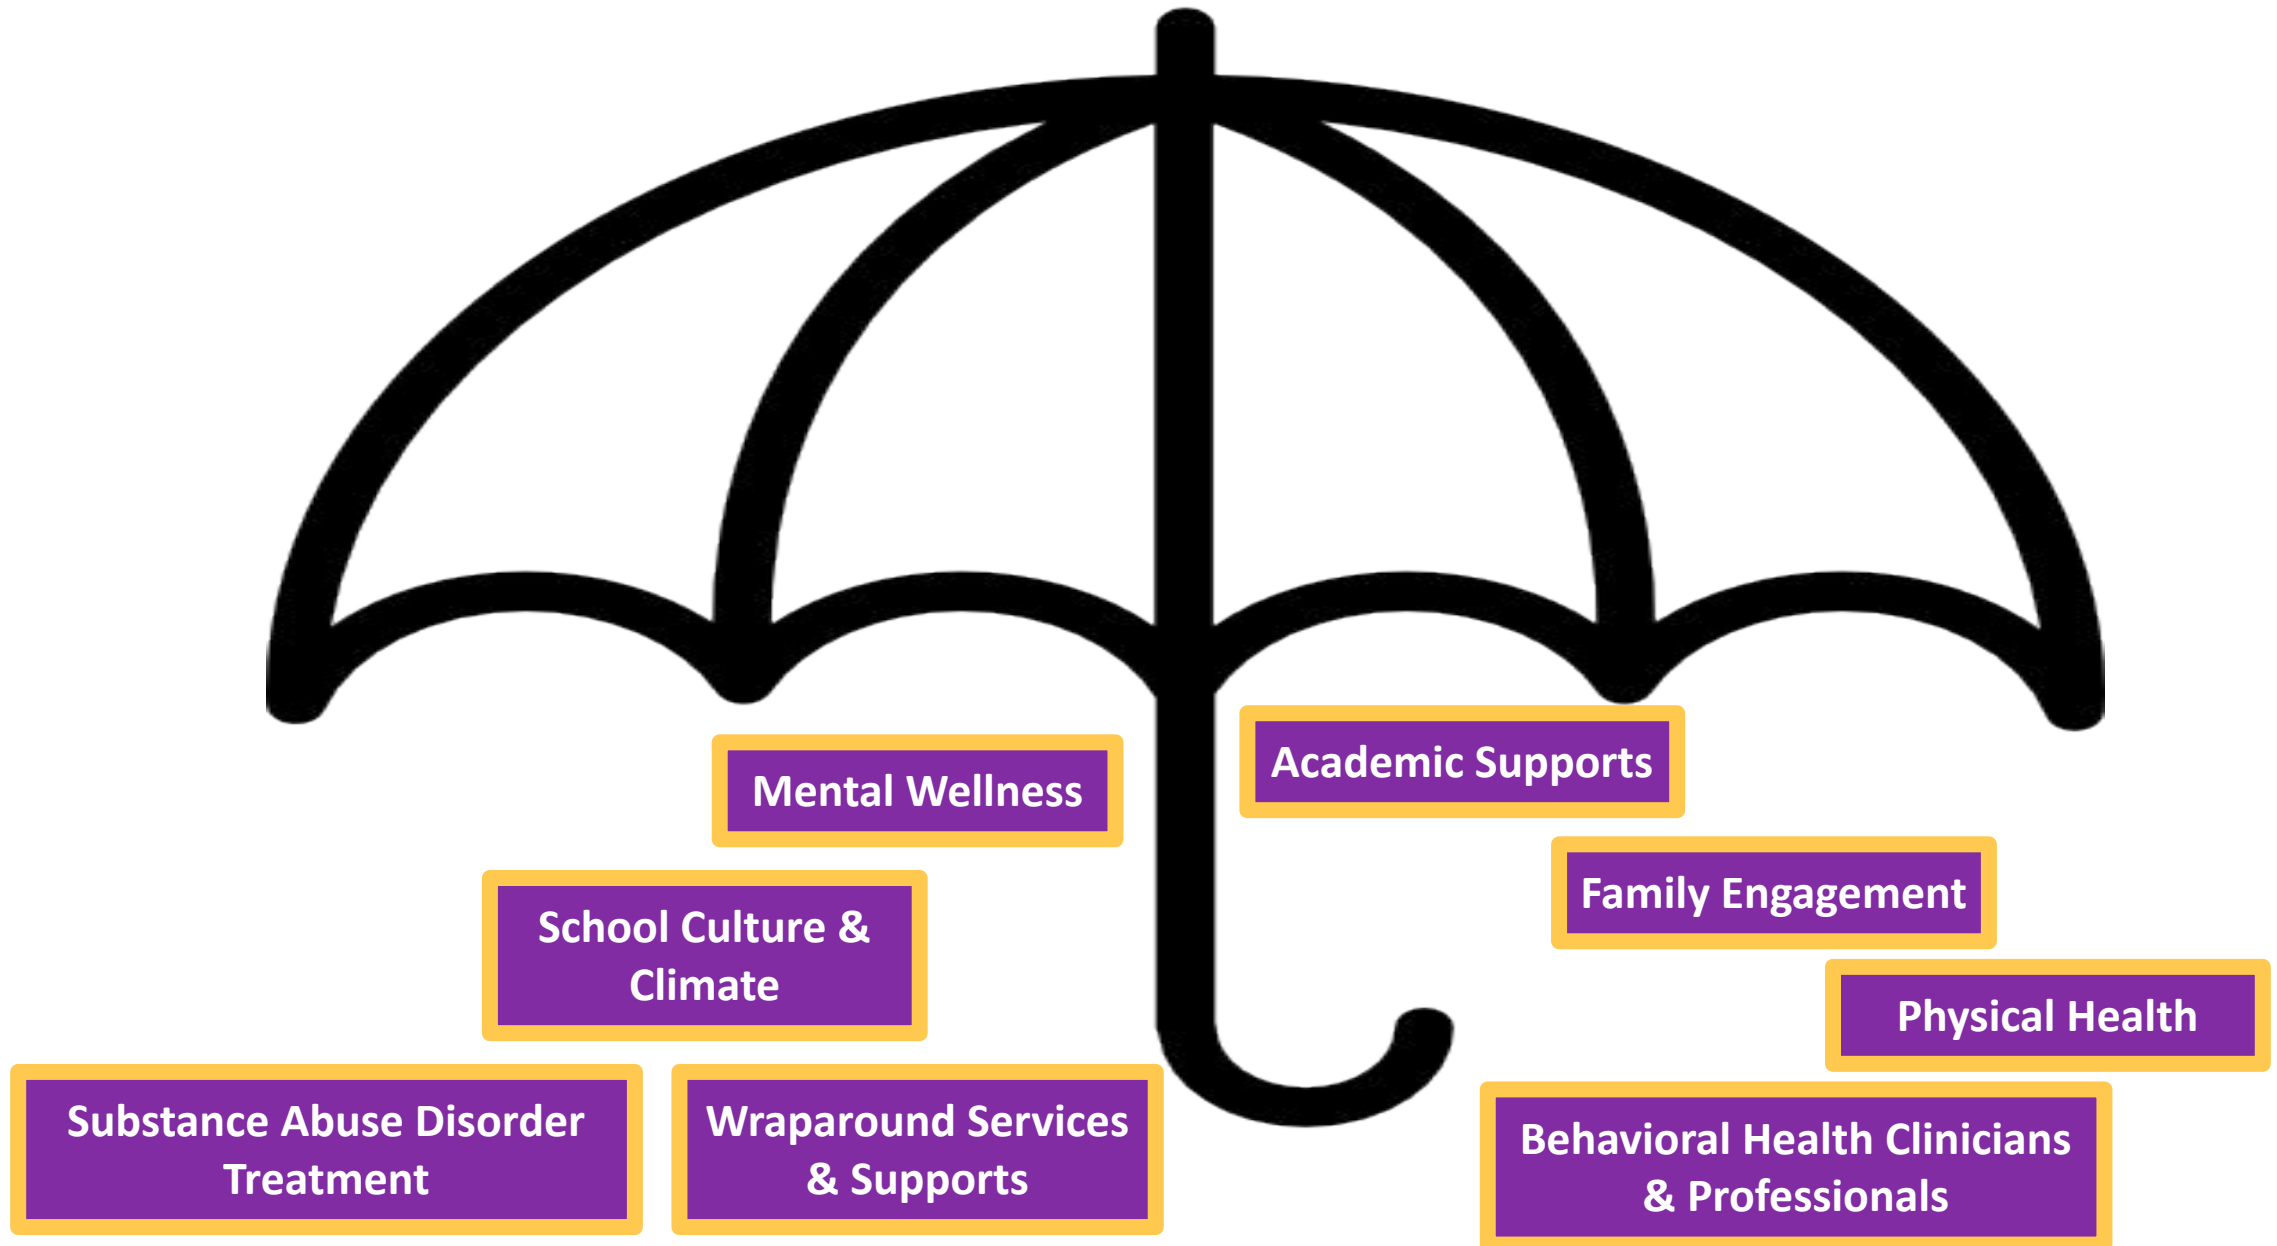 Mental Wellness
Academic Supports
School Culture &
Climate
Family Engagement
Physical Health
Substance Abuse Disorder
Treatment
Wraparound Services
& Supports
Behavioral Health Clinicians
& Professionals